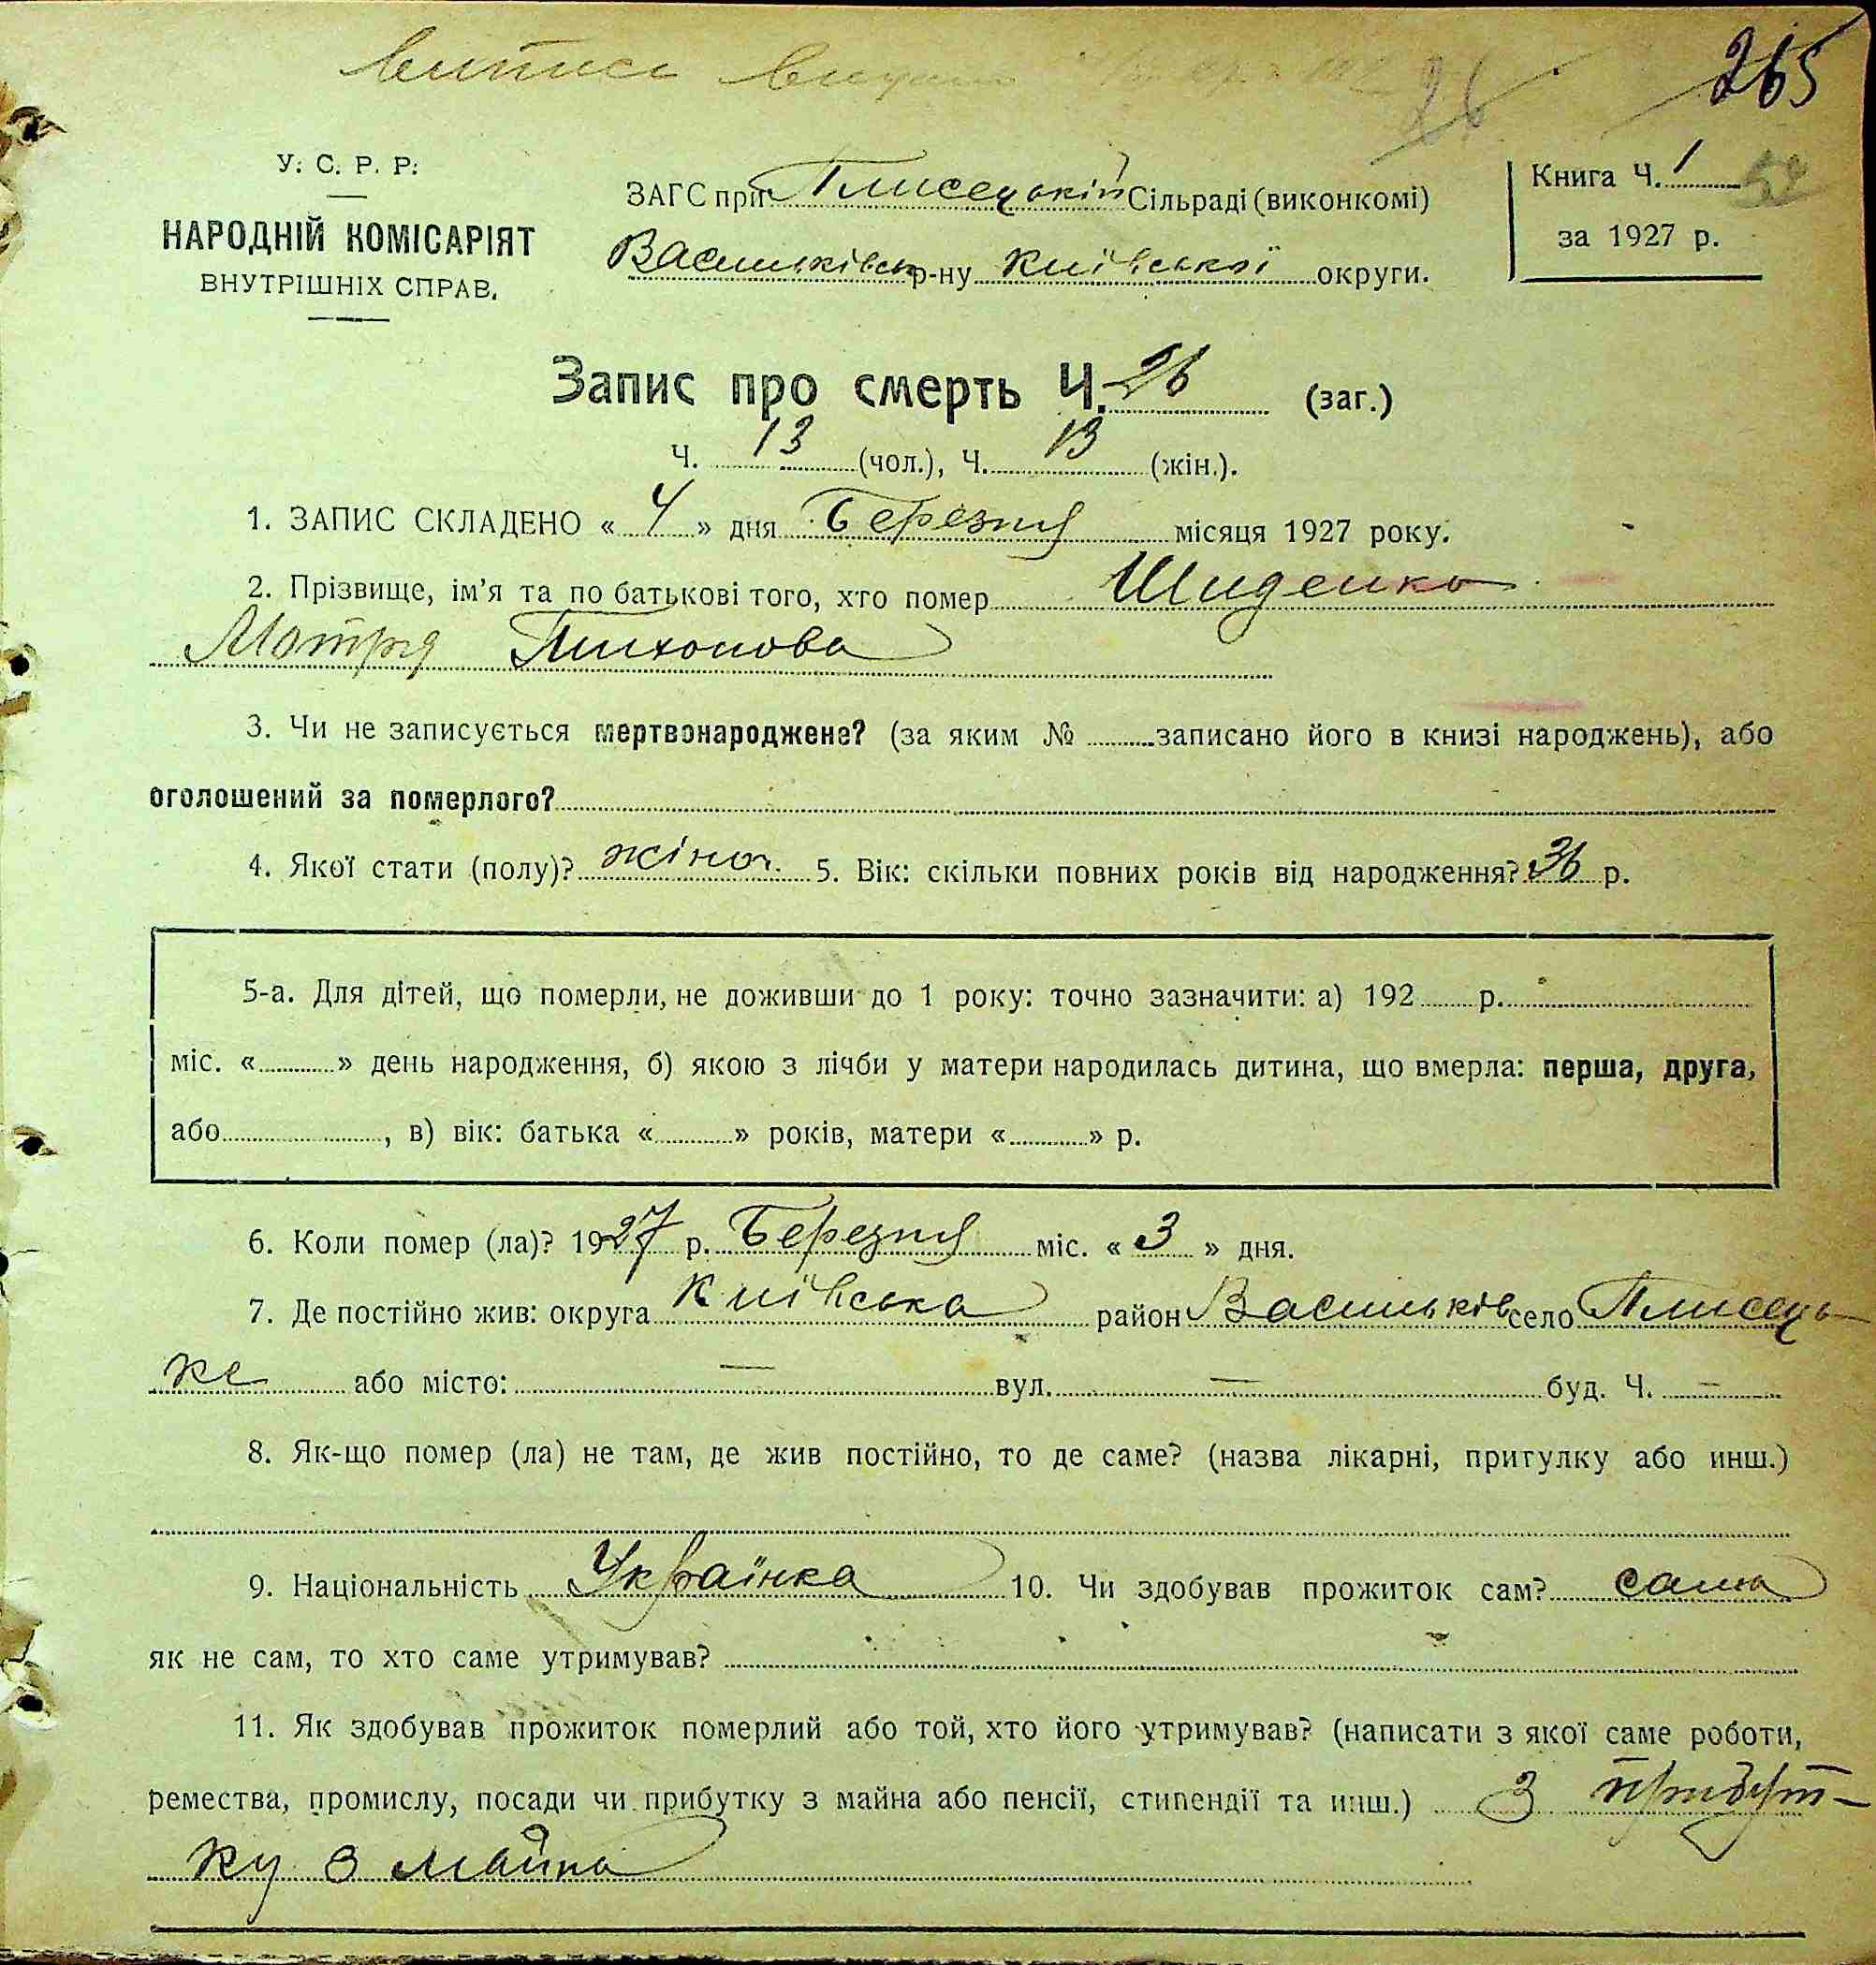 265
26
У. С. Р. Р.
НАРОДНІЙ КОМІСАРІЯТ
ВНУТРІШНІХ СПРАВ.
ЗАГС при Плисецькій Сільраді (виконкомі)
Васильківськ р-ну Київської округи.
Книга Ч. 1
за 1927 р.
Запис про смерть Ч. 26 (заг.)
Ч. 13 (чол.), Ч. 13 (жін.).
1. ЗАПИС СКЛАДЕНО « 4 » дня Березня місяця 1927 року.
2. Прізвище, ім'я та по батькові того, хто помер Шиденко
Мотря Тихонова
3. Чи не записується мертвонароджене? (за яким № записано його в книзі народжень), або
оголошений за померлого?
4. Якої стати (полу)? жіноч. 5. Вік: скільки повних років від народження? 36 р.
5-а. Для дітей, що померли, не доживши до 1 року: точно зазначити: а) 192 р.
міс. « » день народження, б) якою з лічби у матери народилась дитина, що вмерла: перша, друга,
або , в) вік: батька « » років, матери « » р.
6. Коли помер (ла)? 1927 р. Березня міс. « 3 » дня.
7. Де постійно жив: округа Київська район Васильків село Плисець-
ке або місто: — вул. — буд. Ч. —
8. Як-що помер (ла) не там, де жив постійно, то де саме? (назва лікарні, притулку або инш.)
9. Національність Українка 10. Чи здобував прожиток сам? сама
як не сам, то хто саме утримував?
11. Як здобував прожиток померлий або той, хто його утримував? (написати з якої саме роботи,
ремества, промислу, посади чи прибутку з майна або пенсії, стипендії та инш.) З прибут-
ку з майна